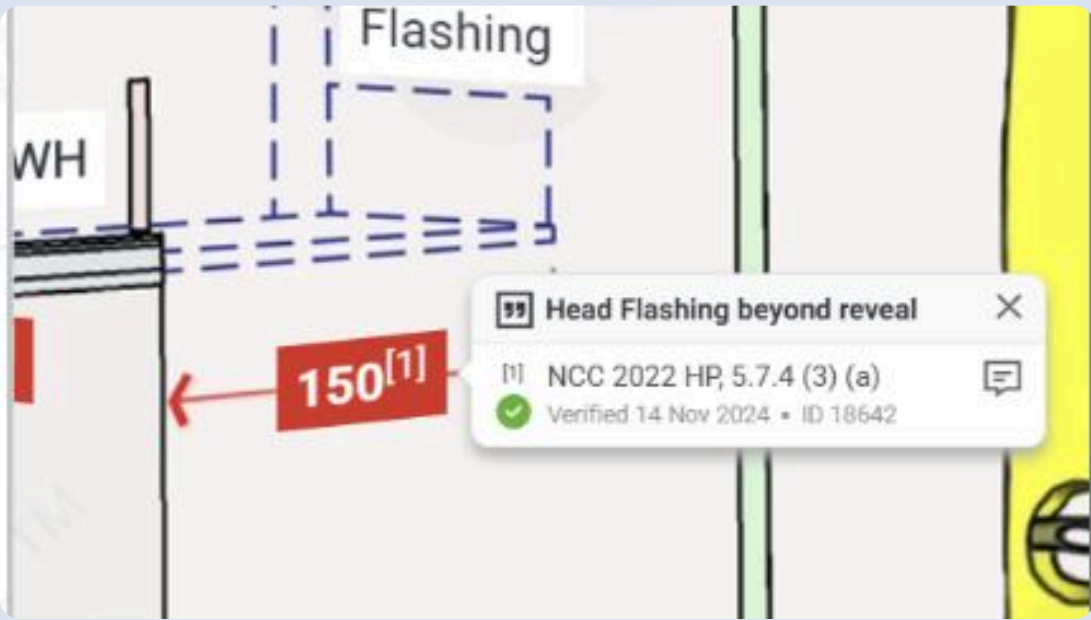 Flashing
WH
Head Flashing beyond reveal
150[1]
[1] NCC 2022 HP, 5.7.4 (3) (a)
Verified 14 Nov 2024 • ID 18642
TM